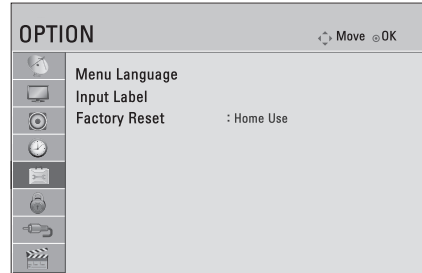 OPTION
Move OK
Menu Language
Input Label
Factory Reset : Home Use